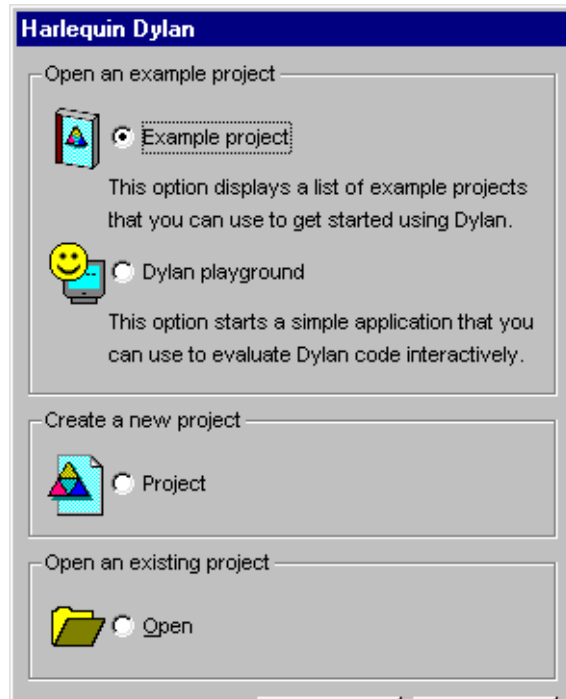 Harlequin Dylan
Open an example project
Example project
This option displays a list of example projects
that you can use to get started using Dylan.
Dylan playground
This option starts a simple application that you
can use to evaluate Dylan code interactively.
Create a new project
Project
Open an existing project
Open